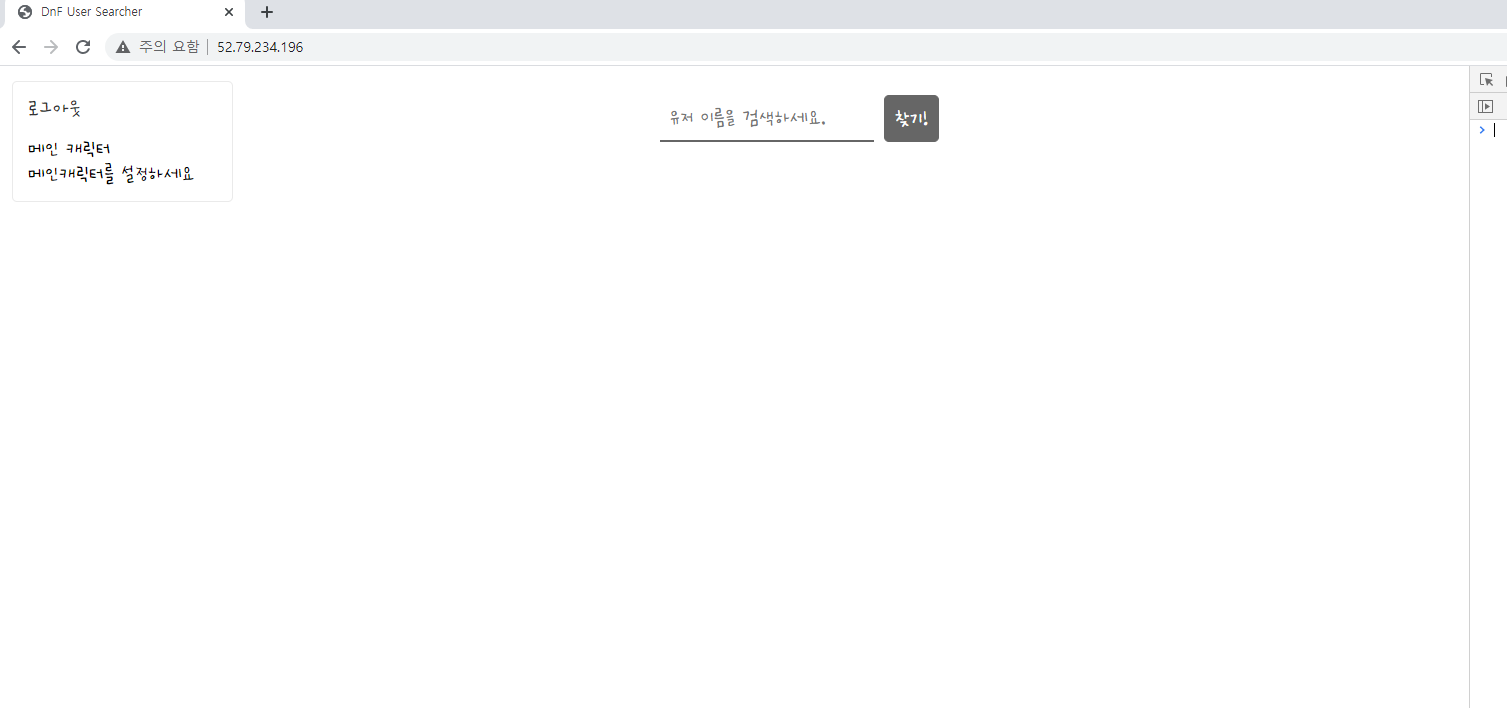 DnF User Searcher
주의 요함 52.79.234.196
로그아웃
메인 캐릭터
메인캐릭터를 설정하세요
유저 이름을 검색하세요.
찾기!